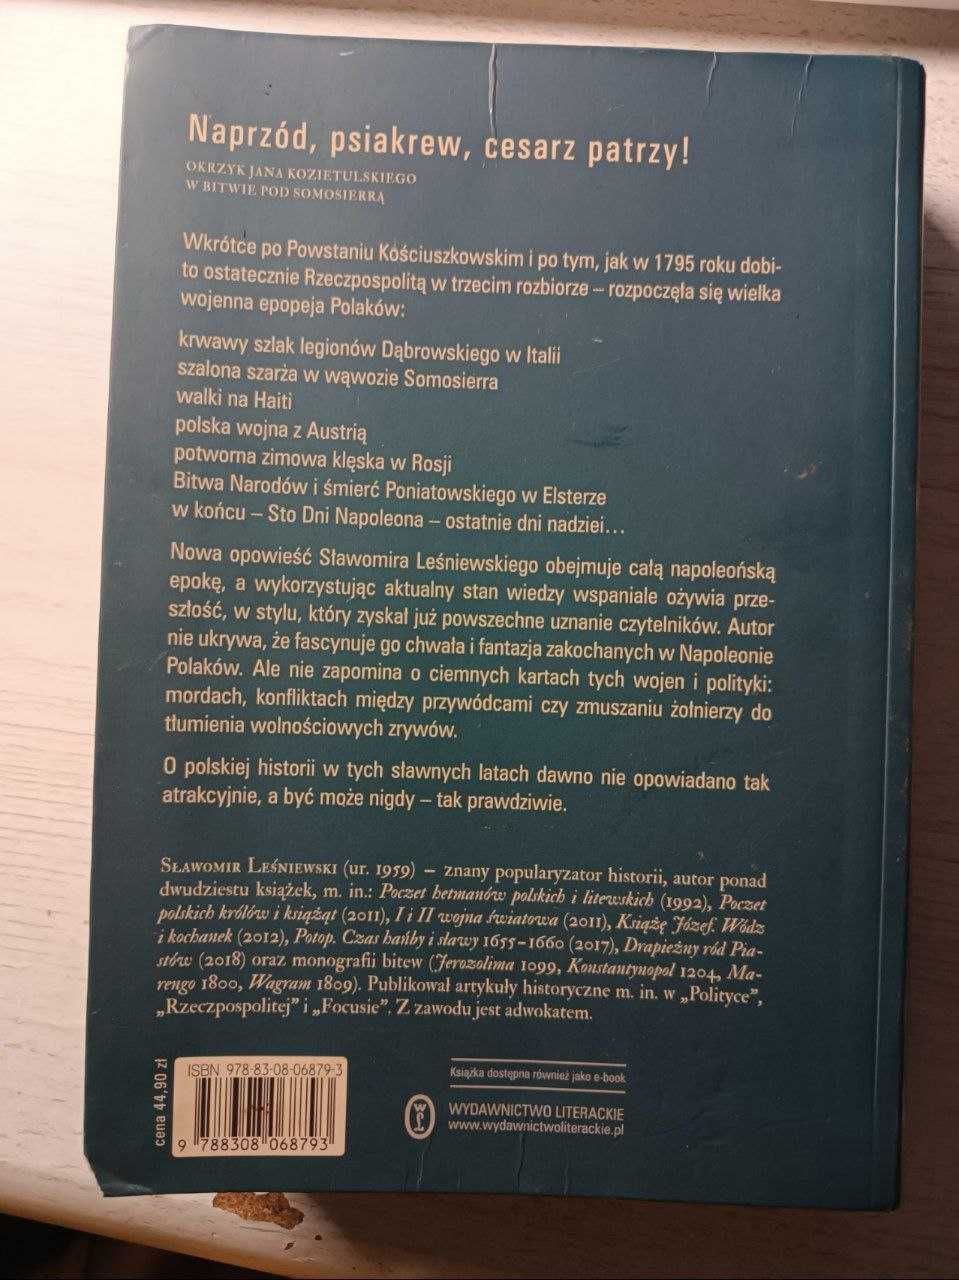 Naprzód, psiakrew, cesarz patrzy!
OKRZYK JANA KOZIETULSKIEGO
W BITWIE POD SOMOSIERRĄ
Wkrótce po Powstaniu Kościuszkowskim i po tym, jak w 1795 roku dobi-
to ostatecznie Rzeczpospolitą w trzecim rozbiorze – rozpoczęła się wielka
wojenna epopeja Polaków:
krwawy szlak legionów Dąbrowskiego w Italii
szalona szarża w wąwozie Somosierra
walki na Haiti
polska wojna z Austrią
potworna zimowa klęska w Rosji
Bitwa Narodów i śmierć Poniatowskiego w Elsterze
w końcu – Sto Dni Napoleona – ostatnie dni nadziei...
Nowa opowieść Sławomira Leśniewskiego obejmuje całą napoleońską
epokę, a wykorzystując aktualny stan wiedzy wspaniale ożywia prze-
szłość, w stylu, który zyskał już powszechne uznanie czytelników. Autor
nie ukrywa, że fascynuje go chwała i fantazja zakochanych w Napoleonie
Polaków. Ale nie zapomina o ciemnych kartach tych wojen i polityki:
mordach, konfliktach między przywódcami czy zmuszaniu żołnierzy do
tłumienia wolnościowych zrywów.
O polskiej historii w tych sławnych latach dawno nie opowiadano tak
atrakcyjnie, a być może nigdy – tak prawdziwie.
SŁAWOMIR LEŚNIEWSKI (ur. 1959) – znany popularyzator historii, autor ponad
dwudziestu książek, m. in.: Poczet hetmanów polskich i litewskich (1992), Poczet
polskich królów i książąt (2011), I i II wojna światowa (2011), Książę Józef. Wódz
i kochanek (2012), Potop. Czas hańby i sławy 1655–1660 (2017), Drapieżny ród Pia-
stów (2018) oraz monografii bitew (Jerozolima 1099, Konstantynopol 1204, Ma-
rengo 1800, Wagram 1809). Publikował artykuły historyczne m. in. w „Polityce”,
„Rzeczpospolitej” i „Focusie”. Z zawodu jest adwokatem.
cena 44,90 zł
ISBN 978-83-08-06879-3
9 788308 068793
Książka dostępna również jako e-book
WYDAWNICTWO LITERACKIE
www.wydawnictwoliterackie.pl